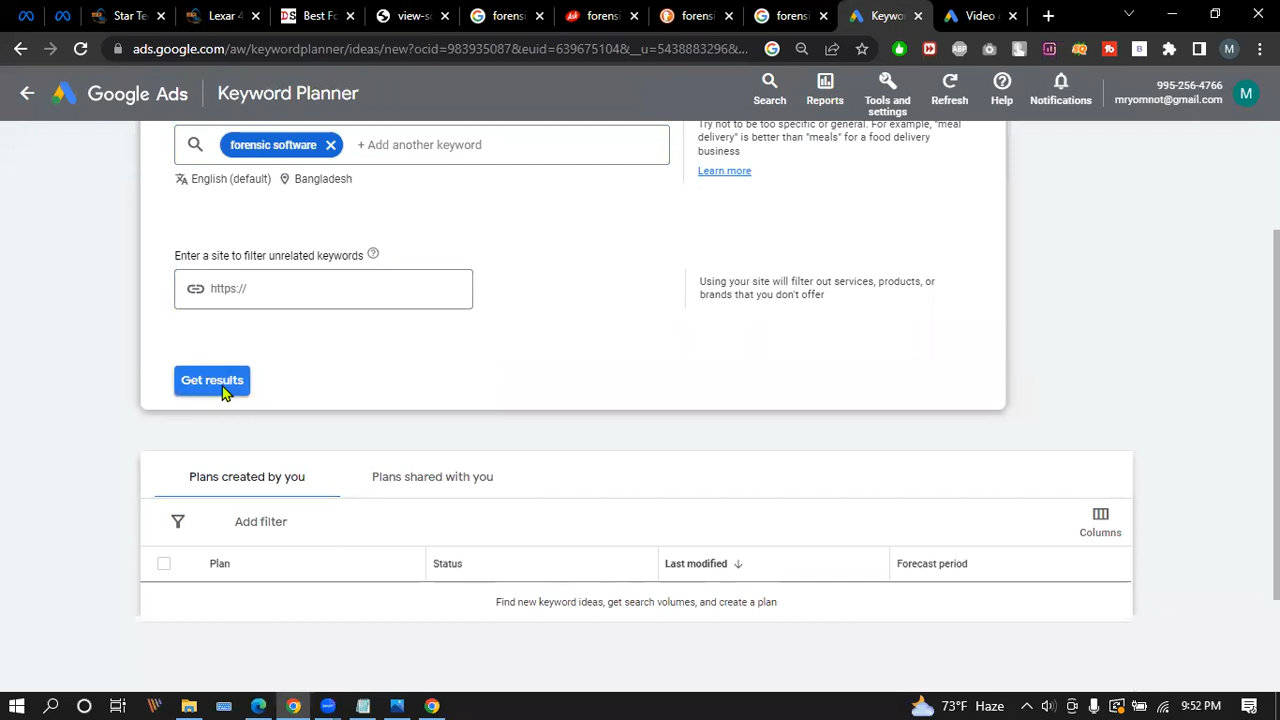 Star Te
Lexar 4
Best Fo
view-so
forensi
forensi
forensi
forensi
Keywo
Video c
ads.google.com/aw/keywordplanner/ideas/new?ocid=983935087&euid=639675104&__u=5438883296&...
Google Ads
Keyword Planner
Search
Reports
Tools and
settings
Refresh
Help
Notifications
995-256-4766
mryomnot@gmail.com
M
Try not to be too specific or general. For example, "meal
delivery" is better than "meals" for a food delivery
business
Learn more
forensic software
+ Add another keyword
English (default)
Bangladesh
Enter a site to filter unrelated keywords
https://
Using your site will filter out services, products, or
brands that you don't offer
Get results
Plans created by you
Plans shared with you
Add filter
Columns
Plan
Status
Last modified
Forecast period
Find new keyword ideas, get search volumes, and create a plan
73°F Haze
9:52 PM